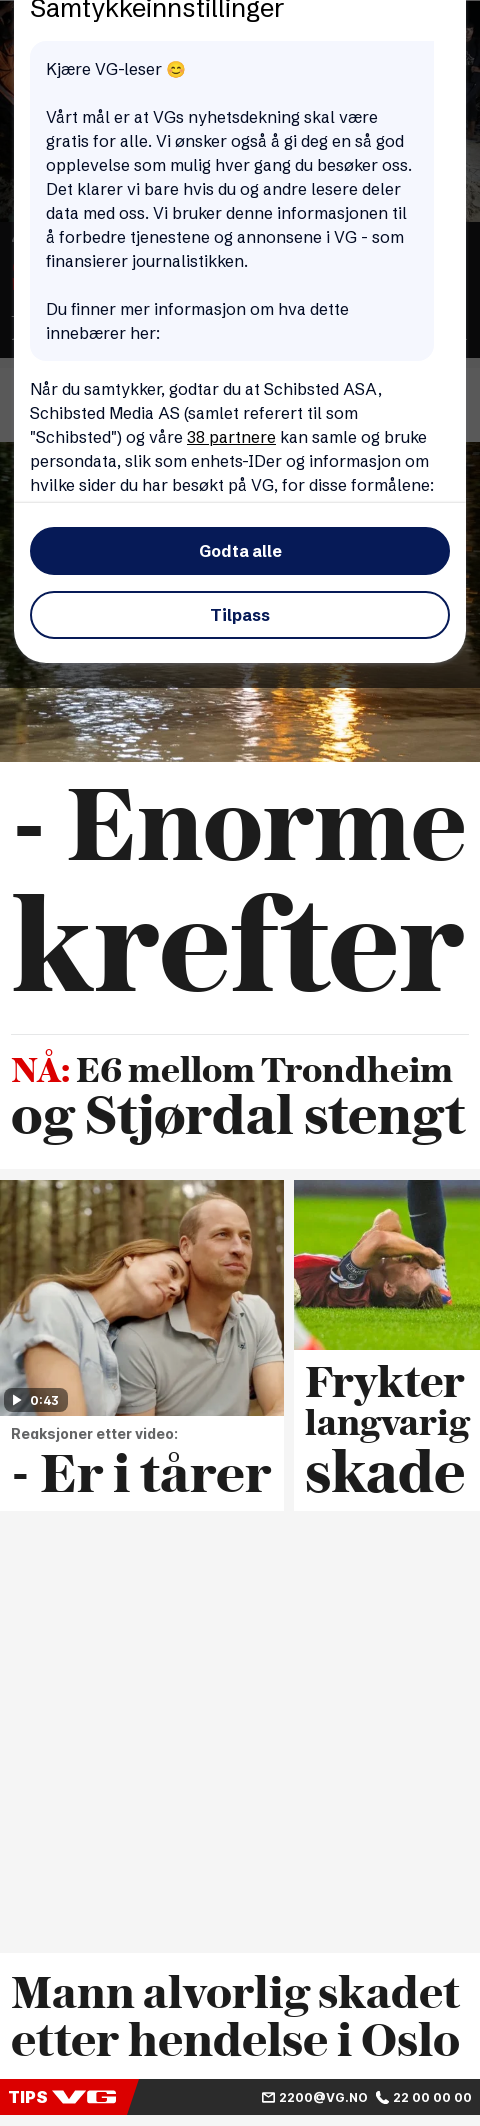 Samtykkeinnstillinger
Kjære VG-leser 😊
Vårt mål er at VGs nyhetsdekning skal være
gratis for alle. Vi ønsker også å gi deg en så god
opplevelse som mulig hver gang du besøker oss.
Det klarer vi bare hvis du og andre lesere deler
data med oss. Vi bruker denne informasjonen til
å forbedre tjenestene og annonsene i VG - som
finansierer journalistikken.
Du finner mer informasjon om hva dette
innebærer her:
Når du samtykker, godtar du at Schibsted ASA,
Schibsted Media AS (samlet referert til som
"Schibsted") og våre 38 partnere kan samle og bruke
persondata, slik som enhets-IDer og informasjon om
hvilke sider du har besøkt på VG, for disse formålene:
Godta alle
Tilpass
- Enorme
krefter
NÅ: E6 mellom Trondheim
og Stjørdal stengt
0:43
Reaksjoner etter video:
- Er i tårer
Frykter
langvarig
skade
Mann alvorlig skadet
etter hendelse i Oslo
TIPS VG 2200@VG.NO 22 00 00 00